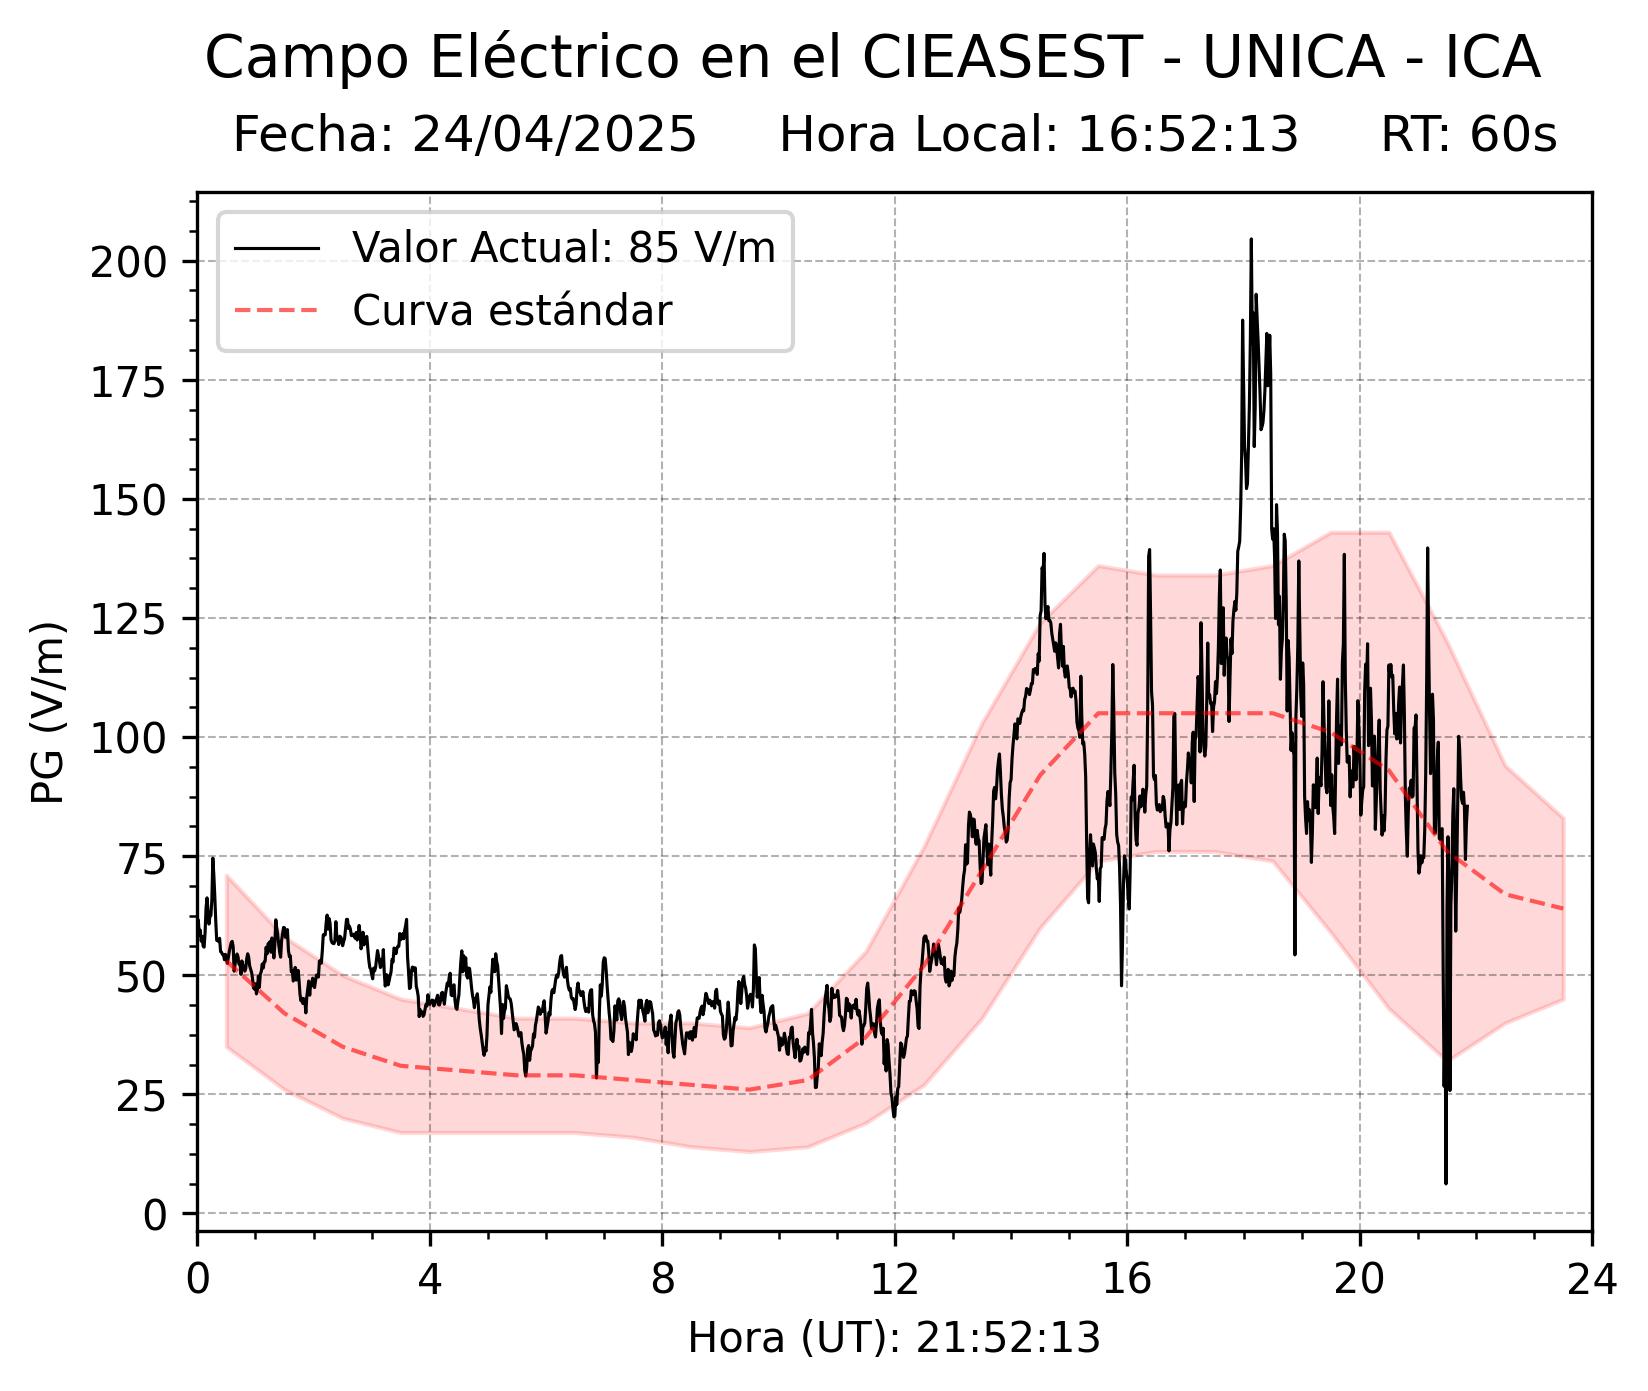 Campo Eléctrico en el CIEASEST - UNICA - ICA
Fecha: 24/04/2025 Hora Local: 16:52:13 RT: 60s
Valor Actual: 85 V/m
Curva estándar
PG (V/m)
200
175
150
125
100
75
50
25
0
0 4 8 12 16 20 24
Hora (UT): 21:52:13